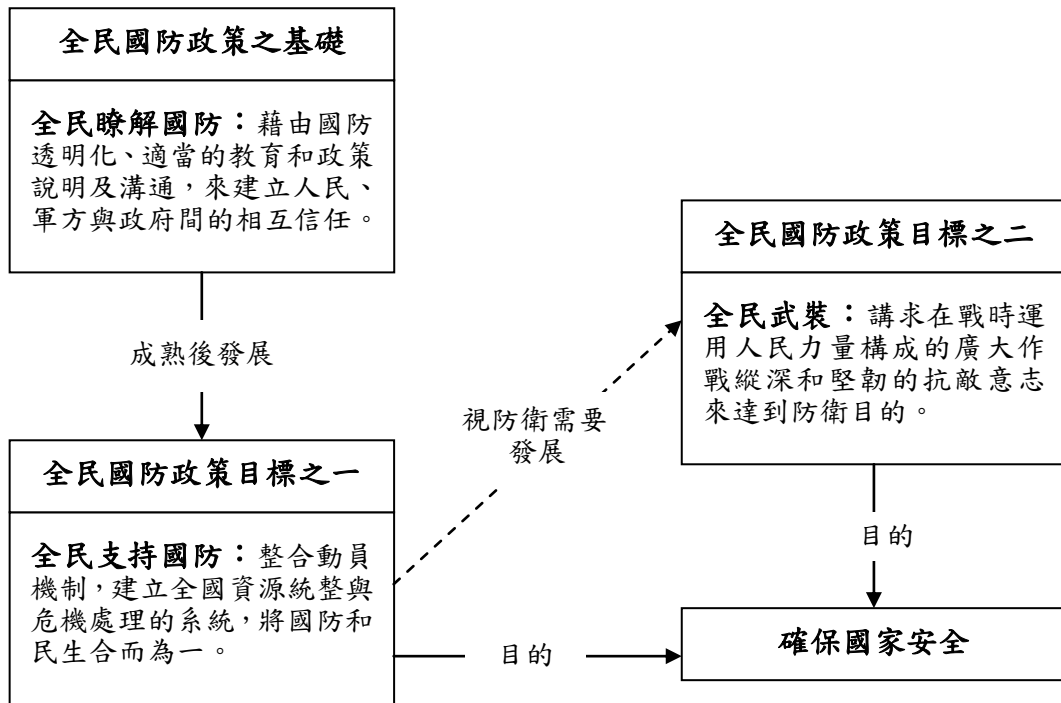 全民國防政策之基礎
全民瞭解國防：藉由國防
透明化、適當的教育和政策
說明及溝通，來建立人民、
軍方與政府間的相互信任。
成熟後發展
全民國防政策目標之一
全民支持國防：整合動員
機制，建立全國資源統整與
危機處理的系統，將國防和
民生合而為一。
視防衛需要
發展
全民國防政策目標之二
全民武裝：講求在戰時運
用人民力量構成的廣大作
戰縱深和堅韌的抗敵意志
來達到防衛目的。
目的
目的
確保國家安全